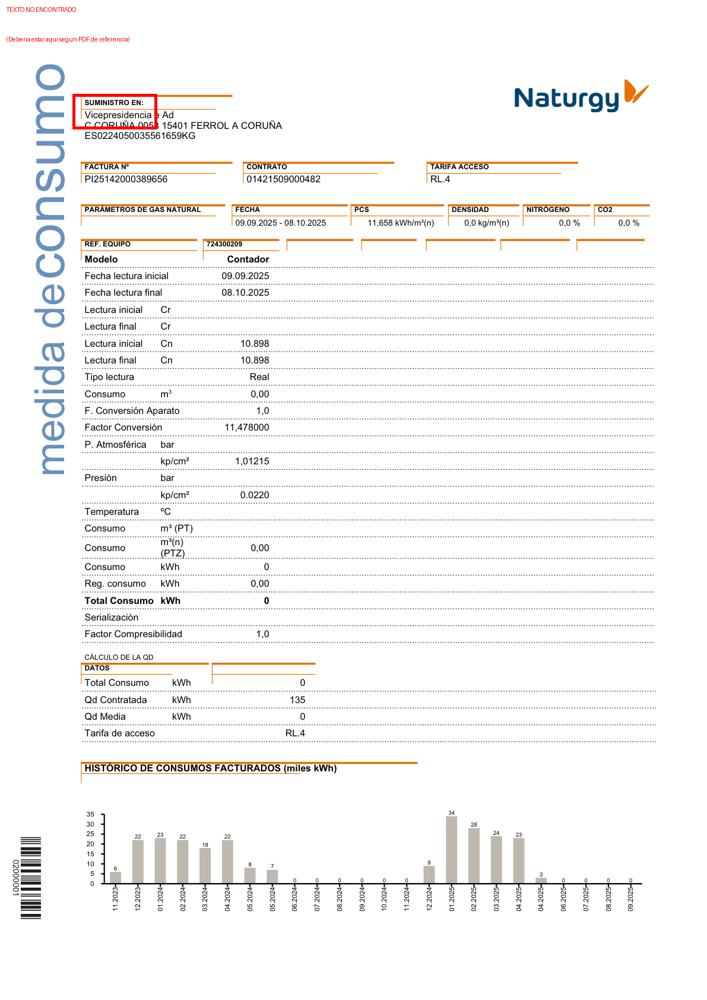 TEXTO NO ENCONTRADO
(Deberia estar aqui segun PDF de referencia)
medida de consumo
Naturgy
SUMINISTRO EN:
Vicepresidencia e Ad
C CORUÑA 0058 15401 FERROL A CORUÑA
ES0224050035561659KG
FACTURA Nº CONTRATO TARIFA ACCESO
PI25142000389656 01421509000482 RL.4
PARÁMETROS DE GAS NATURAL FECHA PCS DENSIDAD NITRÓGENO CO2
09.09.2025 - 08.10.2025 11,658 kWh/m³(n) 0,0 kg/m³(n) 0,0 % 0,0 %
REF. EQUIPO 724300209
Modelo Contador
Fecha lectura inicial 09.09.2025
Fecha lectura final 08.10.2025
Lectura inicial Cr
Lectura final Cr
Lectura inicial Cn 10.898
Lectura final Cn 10.898
Tipo lectura Real
Consumo m³ 0,00
F. Conversión Aparato 1,0
Factor Conversión 11,478000
P. Atmosférica bar
kp/cm² 1,01215
Presión bar
kp/cm² 0.0220
Temperatura ºC
Consumo m³ (PT)
Consumo m³(n) (PTZ) 0,00
Consumo kWh 0
Reg. consumo kWh 0,00
Total Consumo kWh 0
Serialización
Factor Compresibilidad 1,0
CÁLCULO DE LA QD
DATOS
Total Consumo kWh 0
Qd Contratada kWh 135
Qd Media kWh 0
Tarifa de acceso RL.4
HISTÓRICO DE CONSUMOS FACTURADOS (miles kWh)
35
30
25
20
15
10
5
0
6 22 23 22 18 22 8 7 0 0 0 0 0 0 9 34 28 24 23 3 0 0 0 0
11.2023 12.2023 01.2024 02.2024 03.2024 04.2024 05.2024 05.2024 06.2024 07.2024 08.2024 09.2024 10.2024 11.2024 12.2024 01.2025 02.2025 03.2025 04.2025 04.2025 06.2025 07.2025 08.2025 09.2025
02000001